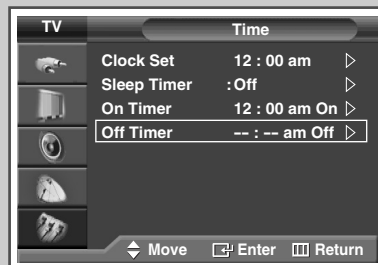 TV Time
Clock Set 12 : 00 am
Sleep Timer : Off
On Timer 12 : 00 am On
Off Timer -- : -- am Off
Move Enter Return